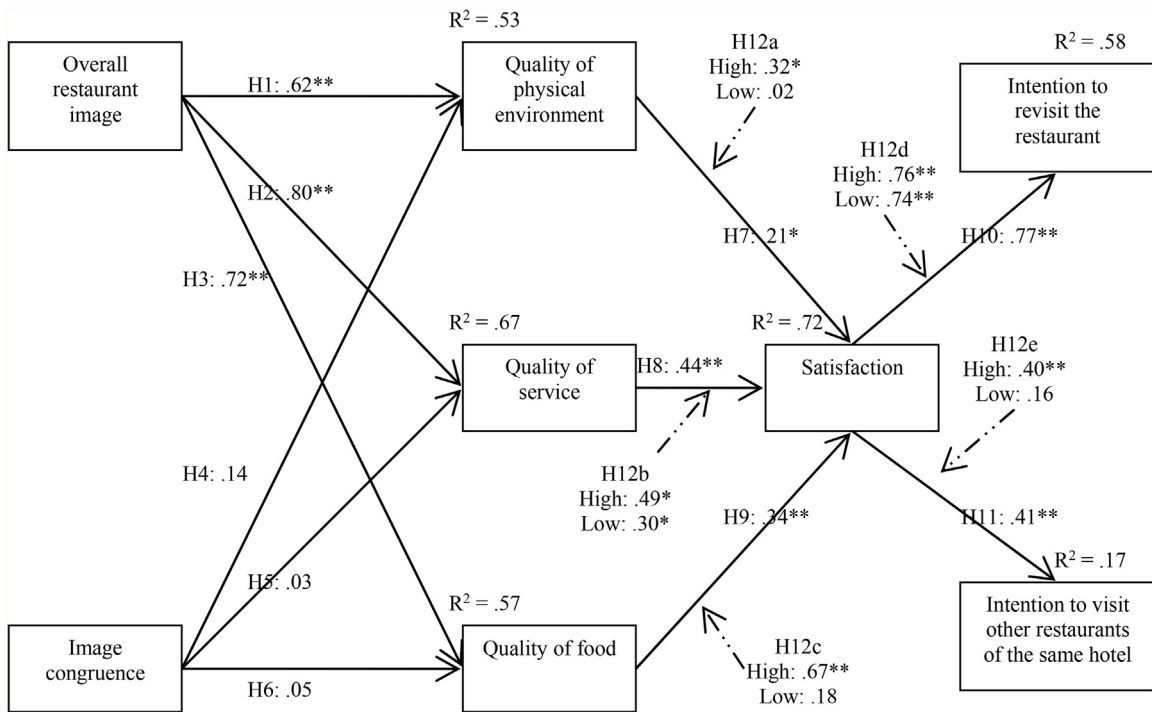 R² = .53
R² = .58
Overall
restaurant
image
H1: .62**
Quality of
physical
environment
H12a
High: .32*
Low: .02
Intention to
revisit the
restaurant
H2: .80**
H12d
High: .76**
Low: .74**
H3: .72**
H7: .21*
H10: .77**
R² = .67
R² = .72
Quality of
service
H8: .44**
Satisfaction
H12e
High: .40**
Low: .16
H4: .14
H12b
High: .49*
Low: .30*
H9: .34**
H11: .41**
H5: .03
R² = .57
R² = .17
Image
congruence
H6: .05
Quality of food
H12c
High: .67**
Low: .18
Intention to visit
other restaurants
of the same hotel